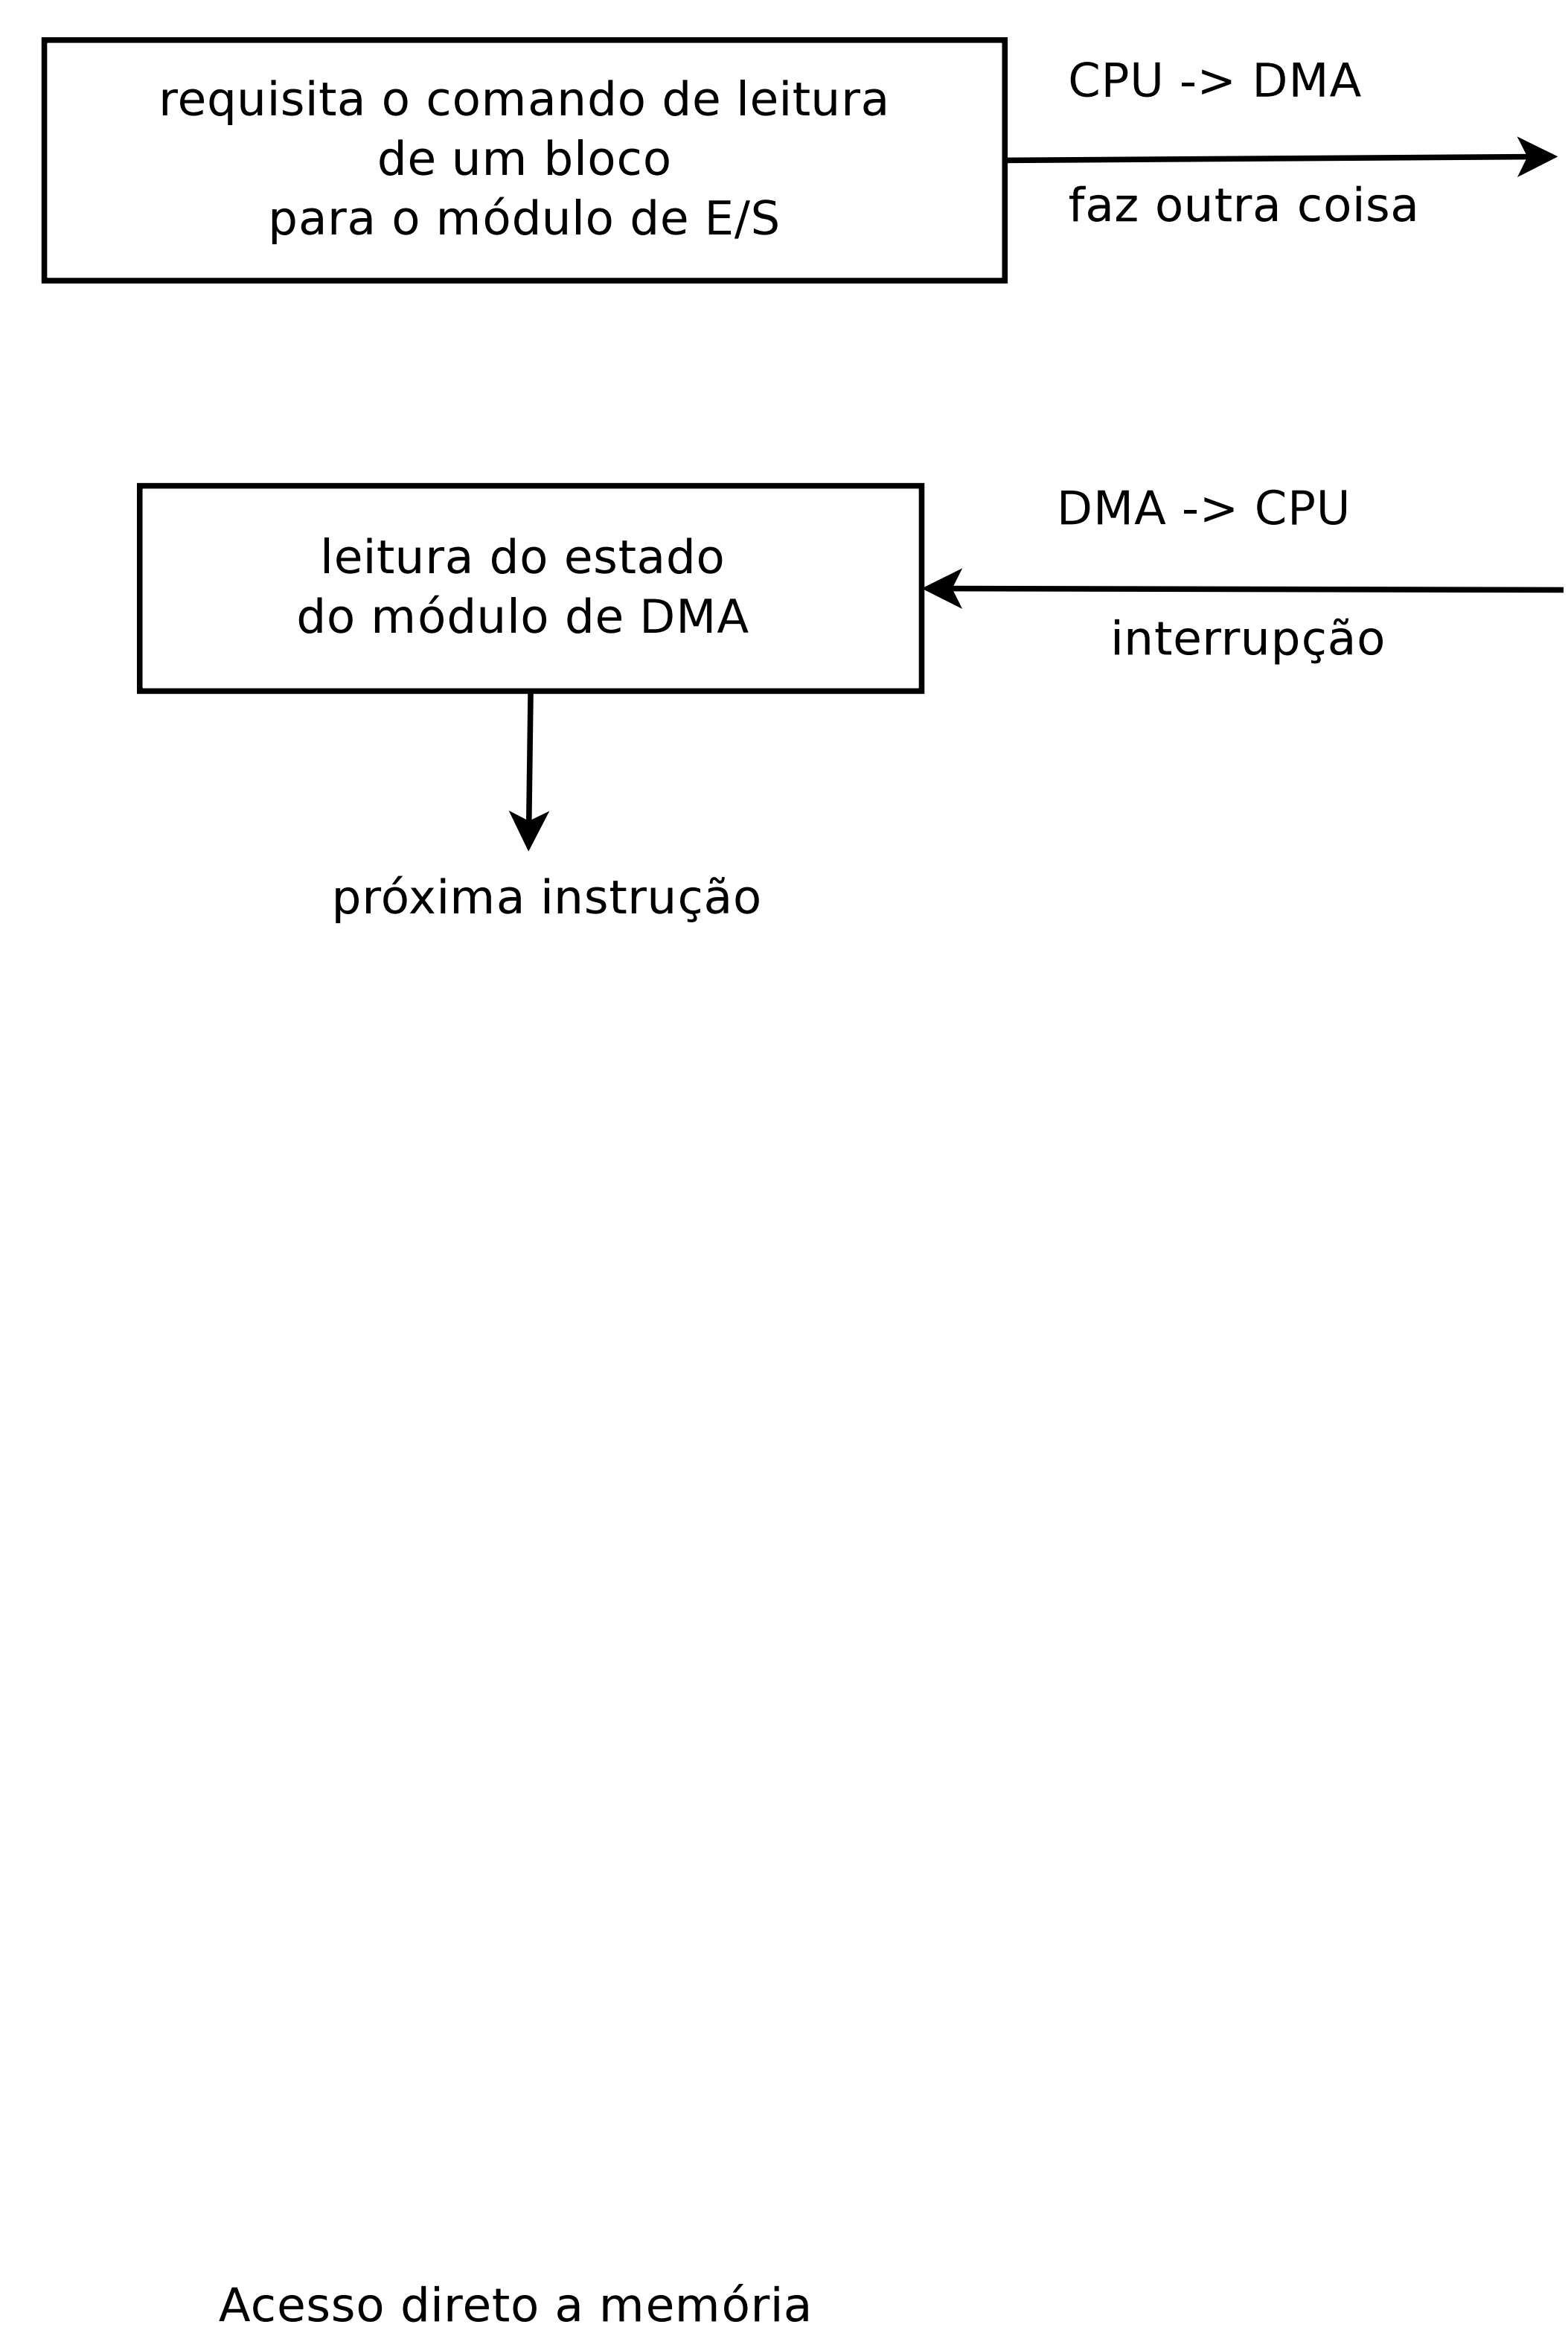 requisita o comando de leitura
de um bloco
para o módulo de E/S
CPU -> DMA
faz outra coisa
leitura do estado
do módulo de DMA
DMA -> CPU
interrupção
próxima instrução
Acesso direto a memória